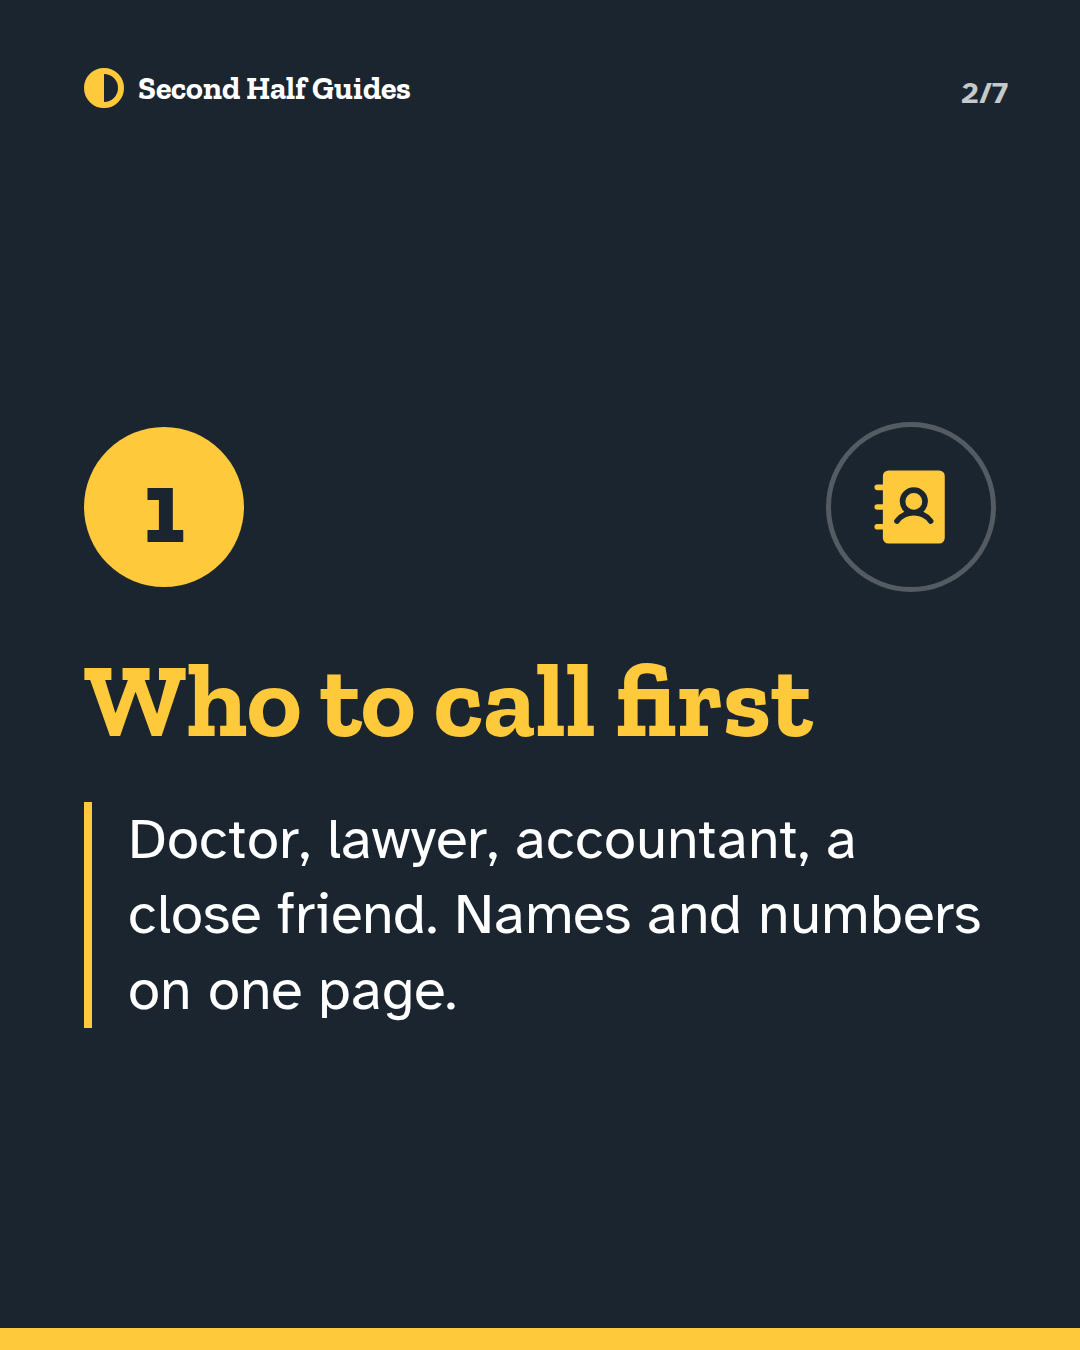 Second Half Guides
2/7
1
Who to call first
Doctor, lawyer, accountant, a
close friend. Names and numbers
on one page.